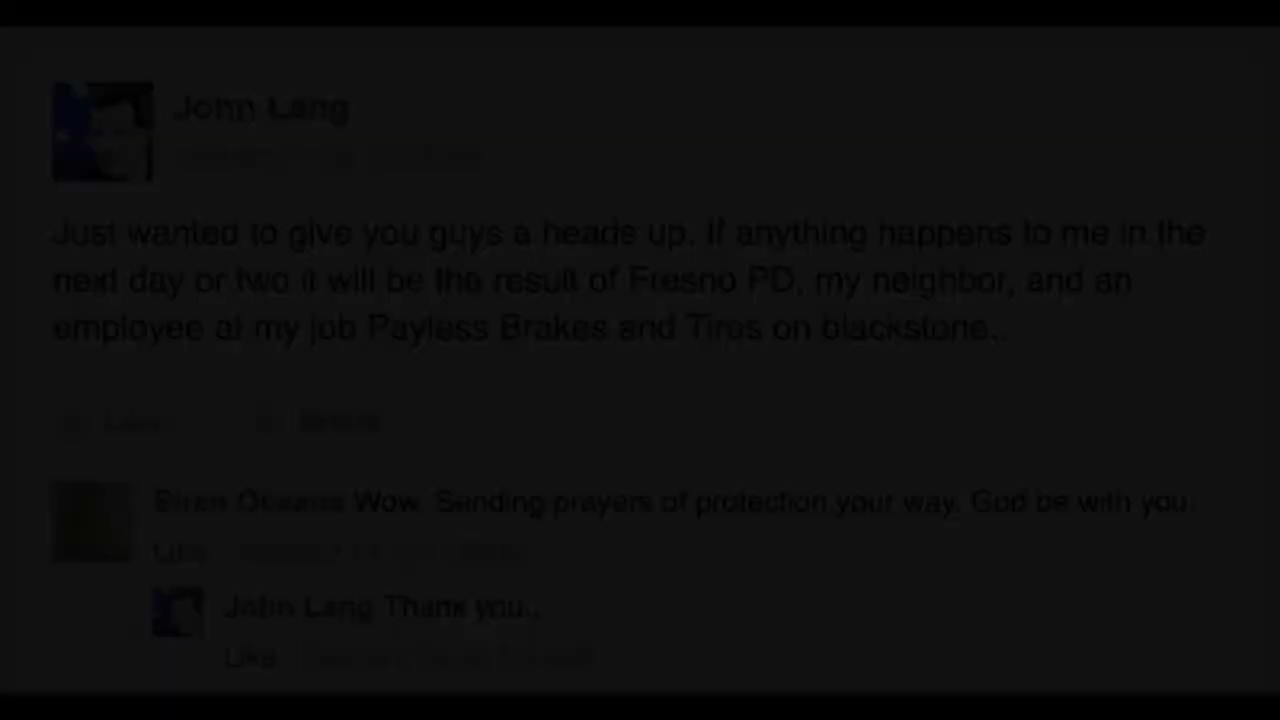 John Lang
Just wanted to give you guys a heads up. If anything happens to me in the
next day or two it will be the result of Fresno PD, my neighbor, and an
employee at my job Payless Brakes and Tires on blackstone..
Like Share
Wow. Sending prayers of protection your way. God be with you.
Like
John Lang Thank you..
Like